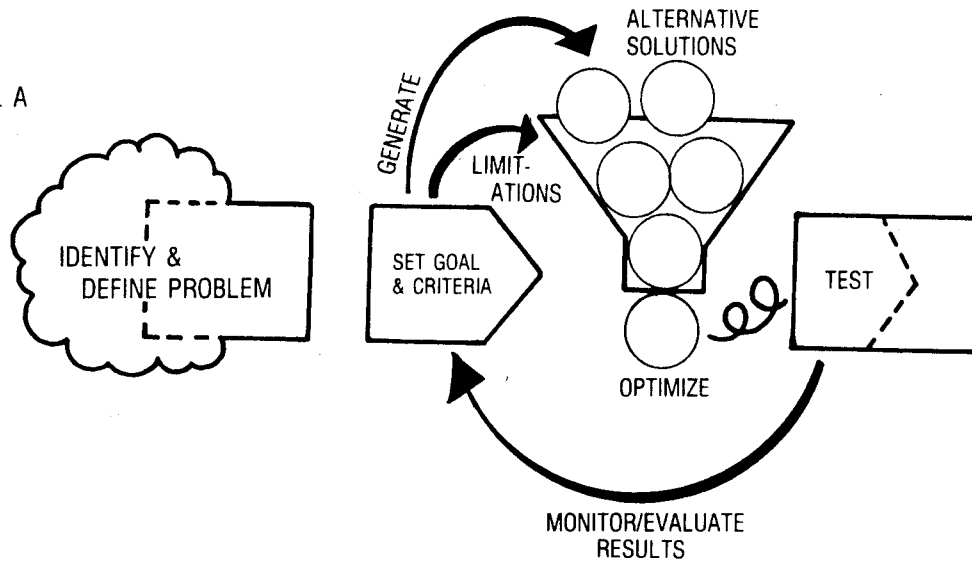 A
IDENTIFY &
DEFINE PROBLEM
SET GOAL
& CRITERIA
GENERATE
LIMIT-
ATIONS
ALTERNATIVE
SOLUTIONS
OPTIMIZE
TEST
MONITOR/EVALUATE
RESULTS